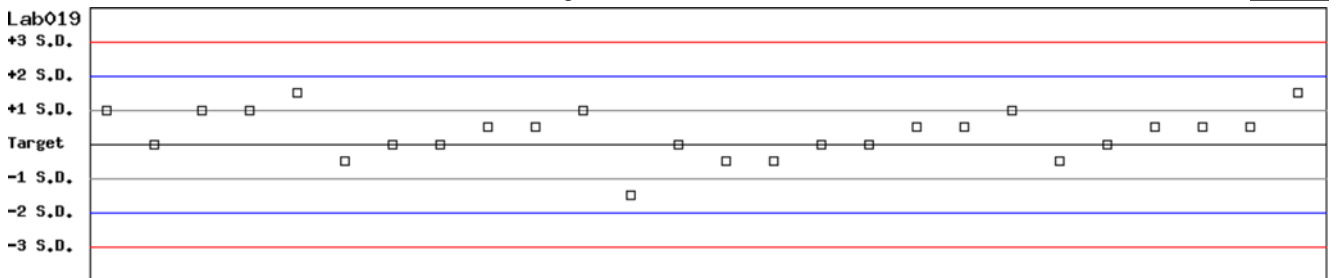 Lab019
+3 S.D.
+2 S.D.
+1 S.D.
Target
-1 S.D.
-2 S.D.
-3 S.D.